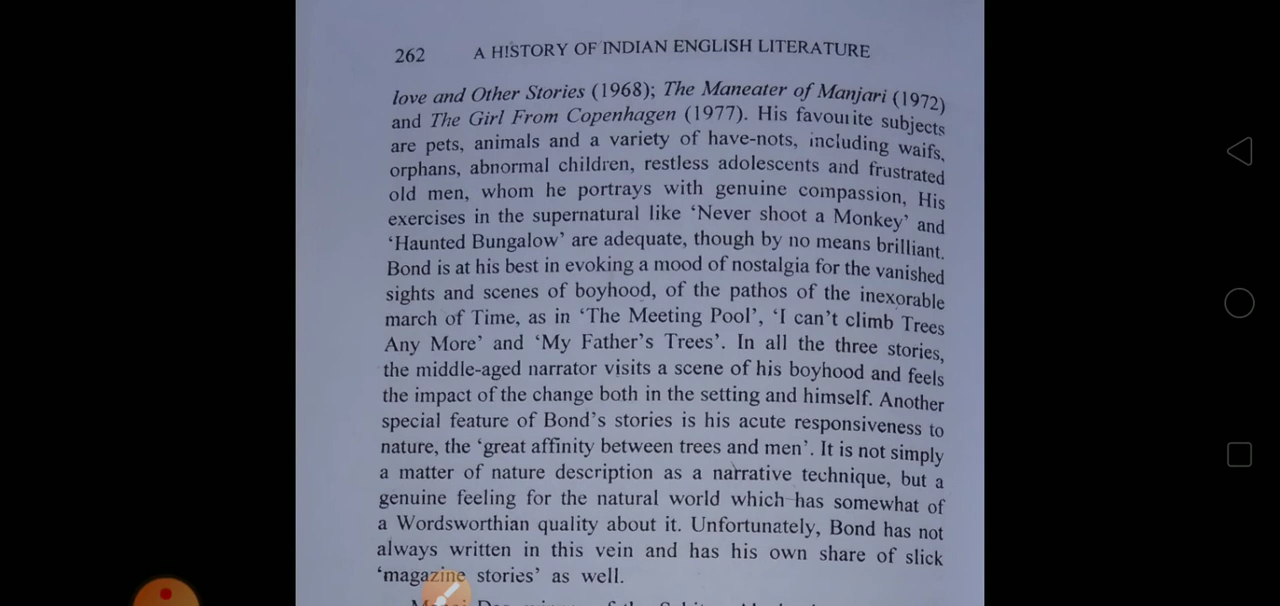 262 A HISTORY OF INDIAN ENGLISH LITERATURE
love and Other Stories (1968); The Maneater of Manjari (1972)
and The Girl From Copenhagen (1977). His favourite subjects
are pets, animals and a variety of have-nots, including waifs,
orphans, abnormal children, restless adolescents and frustrated
old men, whom he portrays with genuine compassion, His
exercises in the supernatural like ‘Never shoot a Monkey’ and
‘Haunted Bungalow’ are adequate, though by no means brilliant.
Bond is at his best in evoking a mood of nostalgia for the vanished
sights and scenes of boyhood, of the pathos of the inexorable
march of Time, as in ‘The Meeting Pool’, ‘I can’t climb Trees
Any More’ and ‘My Father’s Trees’. In all the three stories,
the middle-aged narrator visits a scene of his boyhood and feels
the impact of the change both in the setting and himself. Another
special feature of Bond’s stories is his acute responsiveness to
nature, the ‘great affinity between trees and men’. It is not simply
a matter of nature description as a narrative technique, but a
genuine feeling for the natural world which has somewhat of
a Wordsworthian quality about it. Unfortunately, Bond has not
always written in this vein and has his own share of slick
‘magazine stories’ as well.